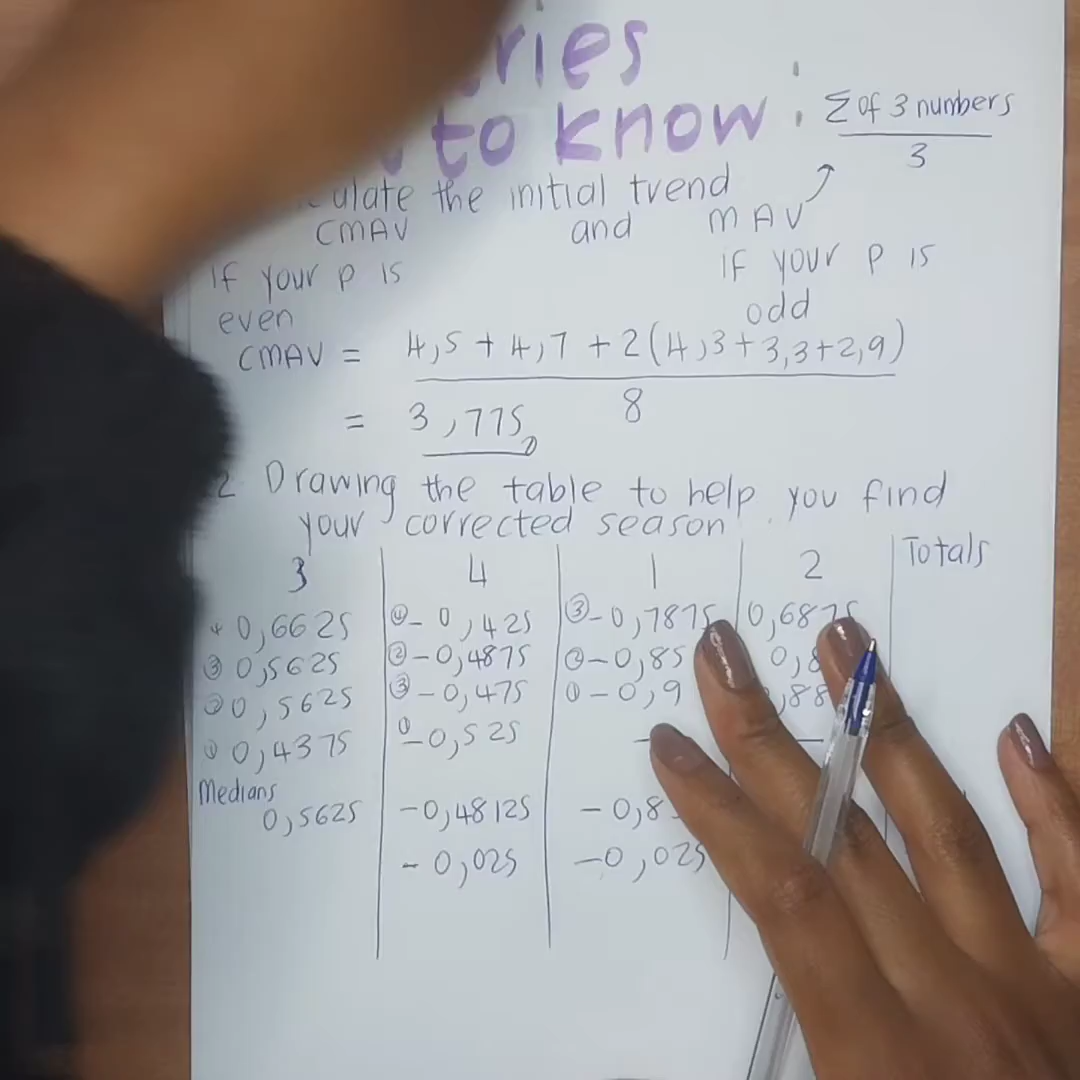 to know :
Σ of 3 numbers
3
the initial trend
CMAV and MAV
If your p is
even
if your p is
odd
CMAV = 4,5 + 4,7 + 2(4,3+3,3+2,9)
8
= 3,775
2 Drawing the table to help you find
your corrected season
3 4 1 2 Totals
④ 0,6625 ④ -0,425 ③ -0,7875 0,6875
③ 0,5625 ② -0,4875 ② -0,85
② 0,5625 ③ -0,475 ① -0,9
① 0,4375 ① -0,525 - -
Medians
0,5625 -0,48125
-0,025 -0,025